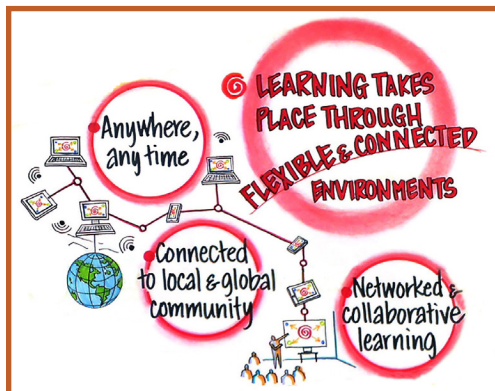 LEARNING TAKES
PLACE THROUGH
FLEXIBLE & CONNECTED
ENVIRONMENTS
Anywhere,
any time
Connected
to local & global
community
Networked &
collaborative
learning